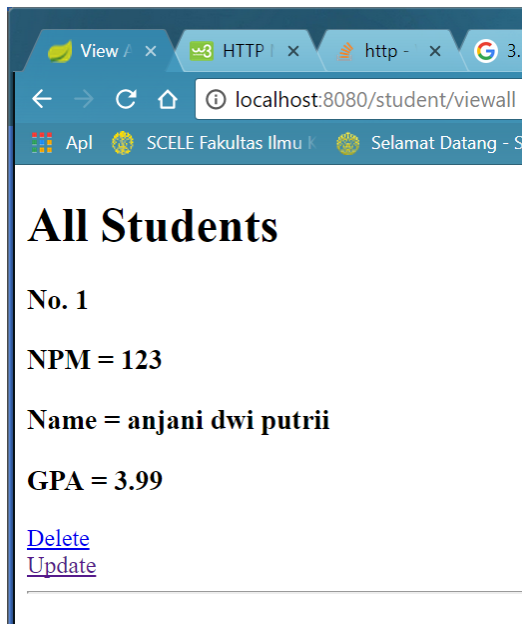 View A
HTTP
http -
3.
localhost:8080/student/viewall
Apl
SCELE Fakultas Ilmu K
Selamat Datang - S
All Students
No. 1
NPM = 123
Name = anjani dwi putrii
GPA = 3.99
Delete
Update